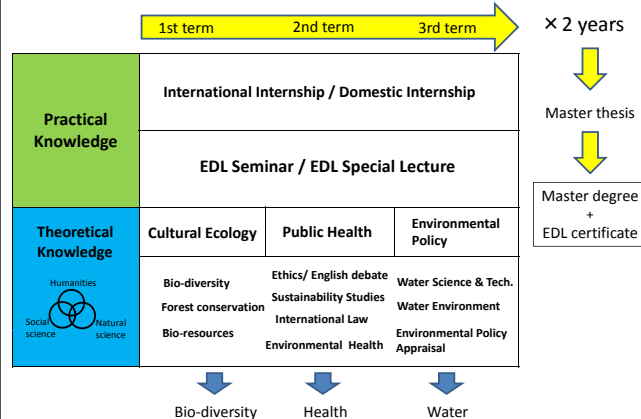 1st term 2nd term 3rd term
× 2 years
Practical
Knowledge
International Internship / Domestic Internship
EDL Seminar / EDL Special Lecture
Master thesis
Master degree
+
EDL certificate
Theoretical
Knowledge
Humanities
Social
science
Natural
science
Cultural Ecology
Public Health
Environmental
Policy
Bio-diversity
Forest conservation
Bio-resources
Ethics/ English debate
Sustainability Studies
International Law
Environmental Health
Water Science & Tech.
Water Environment
Environmental Policy
Appraisal
Bio-diversity
Health
Water